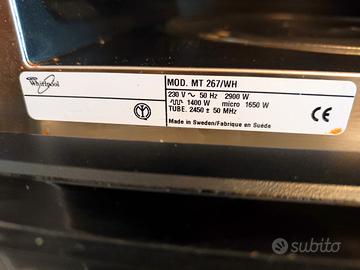 Whirlpool
MOD. MT 267/WH
230 V ~ 50 Hz 2900 W
1400 W micro 1650 W
TUBE. 2450 ± 50 MHz
Made in Sweden/Fabrique en Suéde
CE
subito